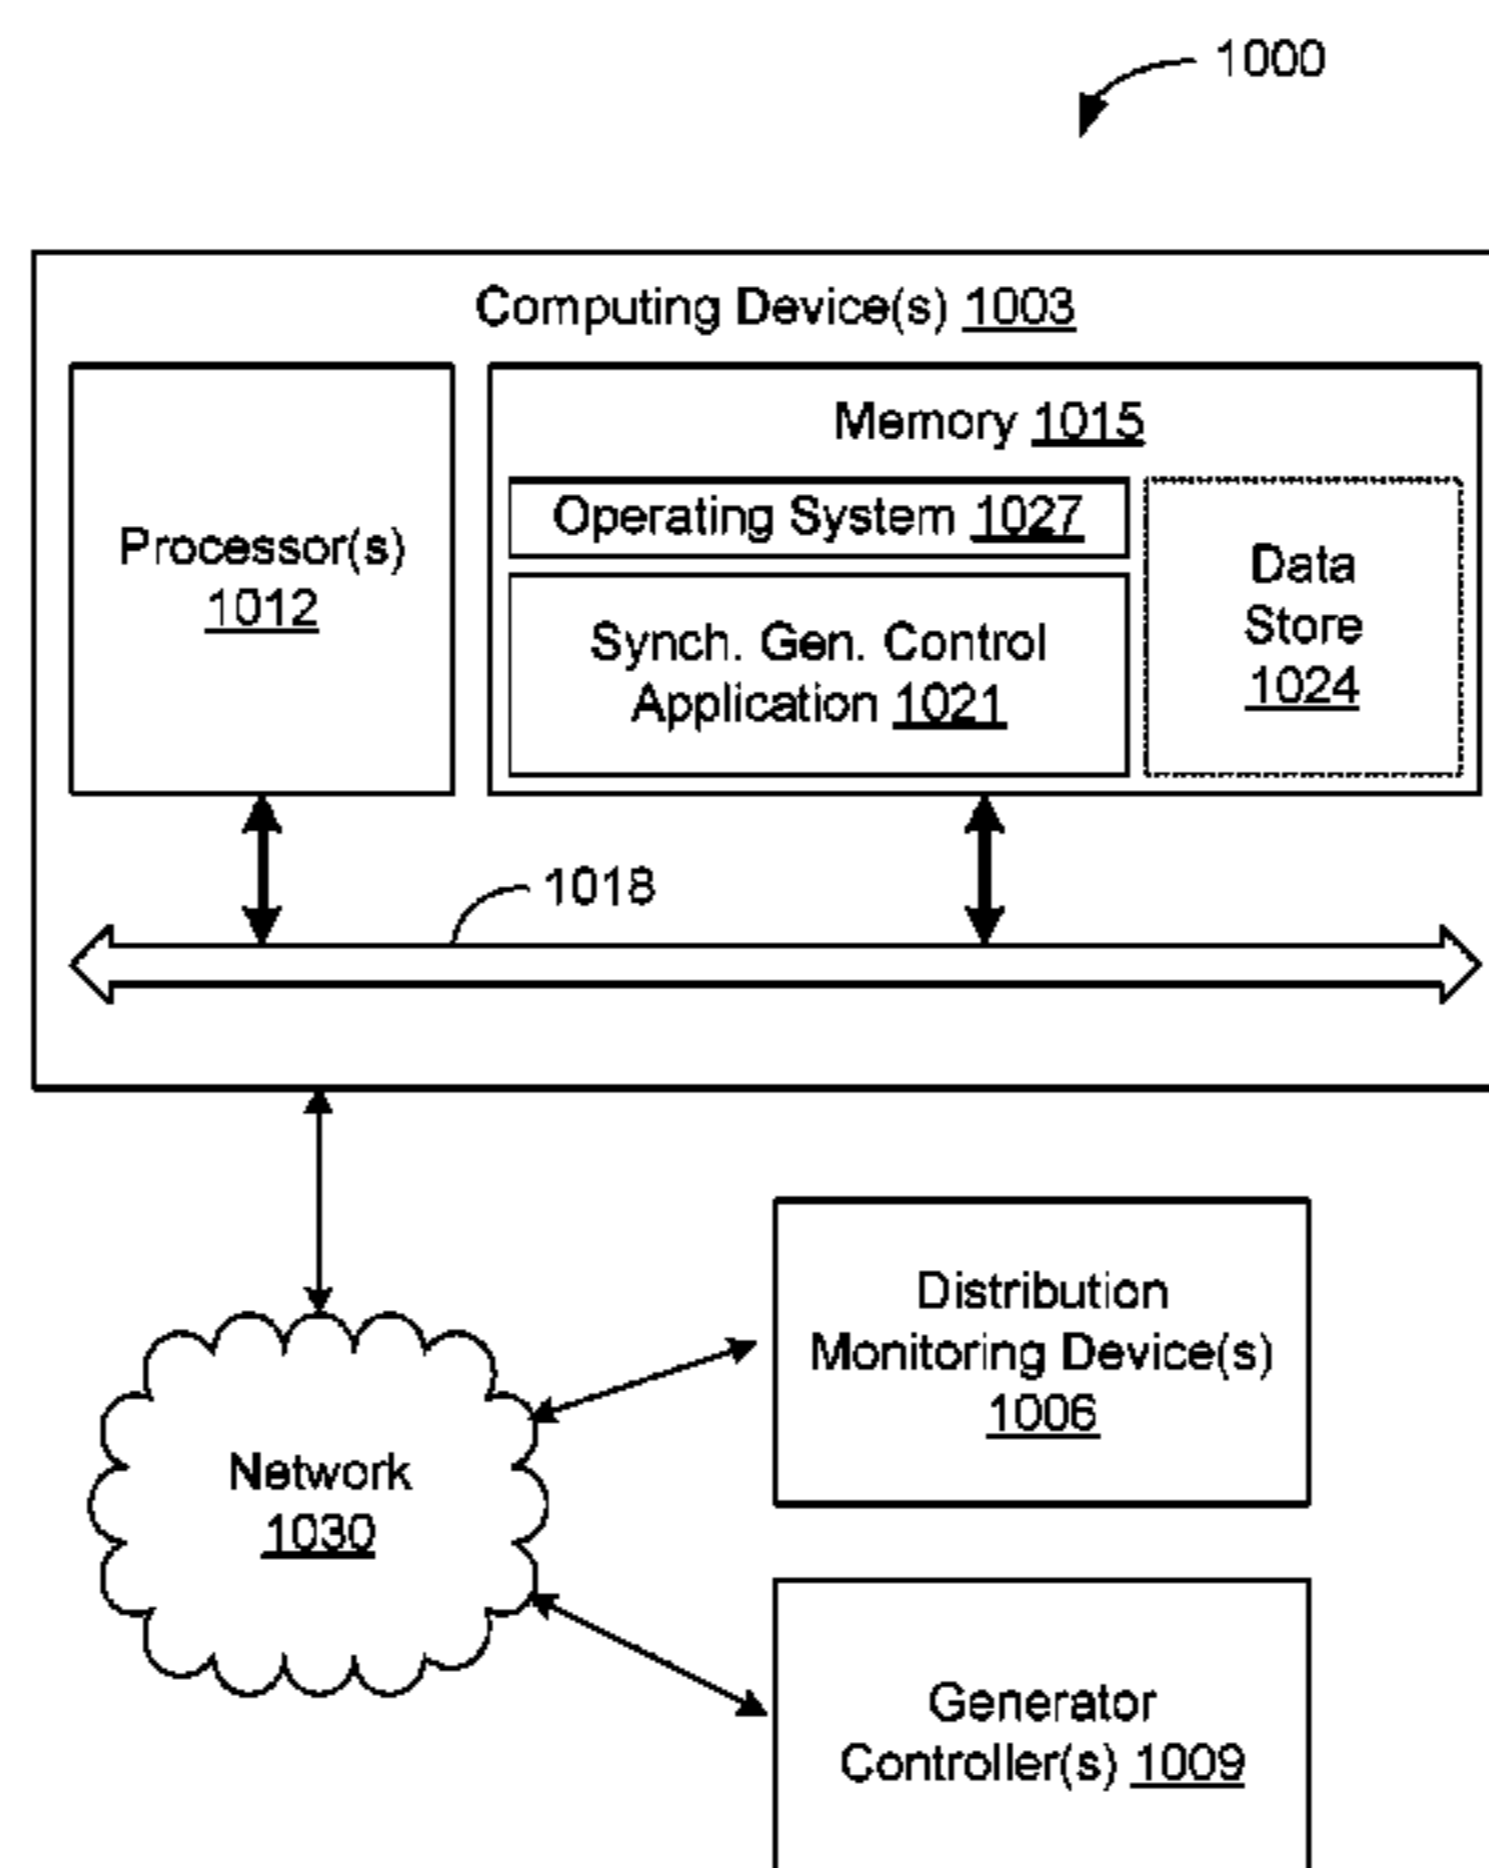 1000
Computing Device(s) 1003
Processor(s)
1012
Memory 1015
Operating System 1027
Synch. Gen. Control
Application 1021
Data
Store
1024
1018
Network
1030
Distribution
Monitoring Device(s)
1006
Generator
Controller(s) 1009